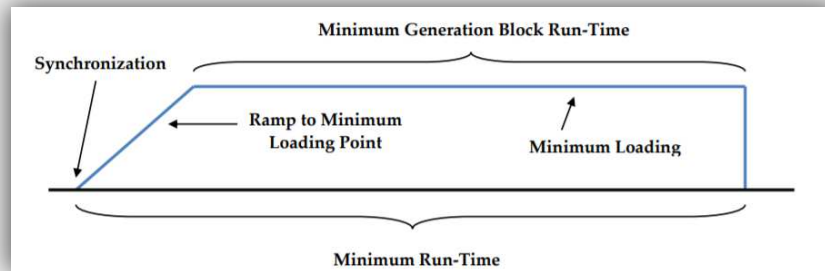 Minimum Generation Block Run-Time
Synchronization
Ramp to Minimum
Loading Point
Minimum Loading
Minimum Run-Time